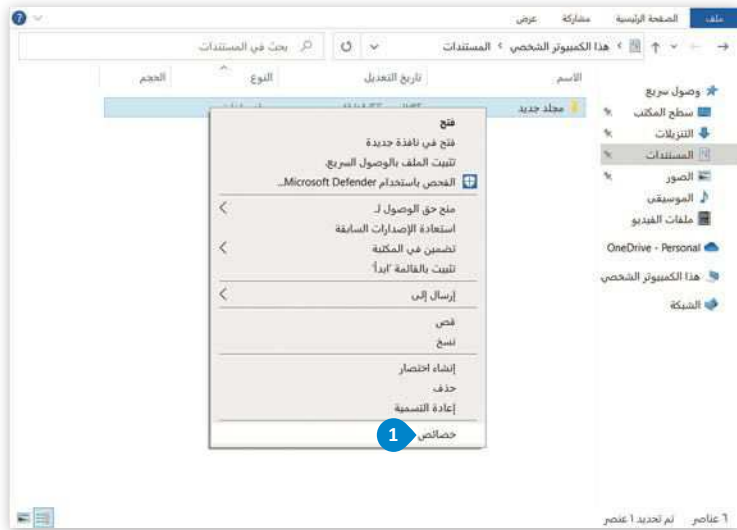 ملف الصفحة الرئيسية مشاركة عرض
هذا الكمبيوتر الشخصي > المستندات
بحث في المستندات
الاسم تاريخ التعديل النوع الحجم
مجلد جديد
وصول سريع
سطح المكتب
التنزيلات
المستندات
الصور
الموسيقى
ملفات الفيديو
OneDrive - Personal
هذا الكمبيوتر الشخصي
الشبكة
فتح
فتح في نافذة جديدة
تثبيت الملف بالوصول السريع.
الفحص باستخدام Microsoft Defender...
منح حق الوصول لـ
استعادة الإصدارات السابقة
تضمين في المكتبة
تثبيت بالقائمة "ابدأ"
إرسال إلى
قص
نسخ
إنشاء اختصار
حذف
إعادة التسمية
خصائص
1
٦ عناصر تم تحديد ١ عنصر